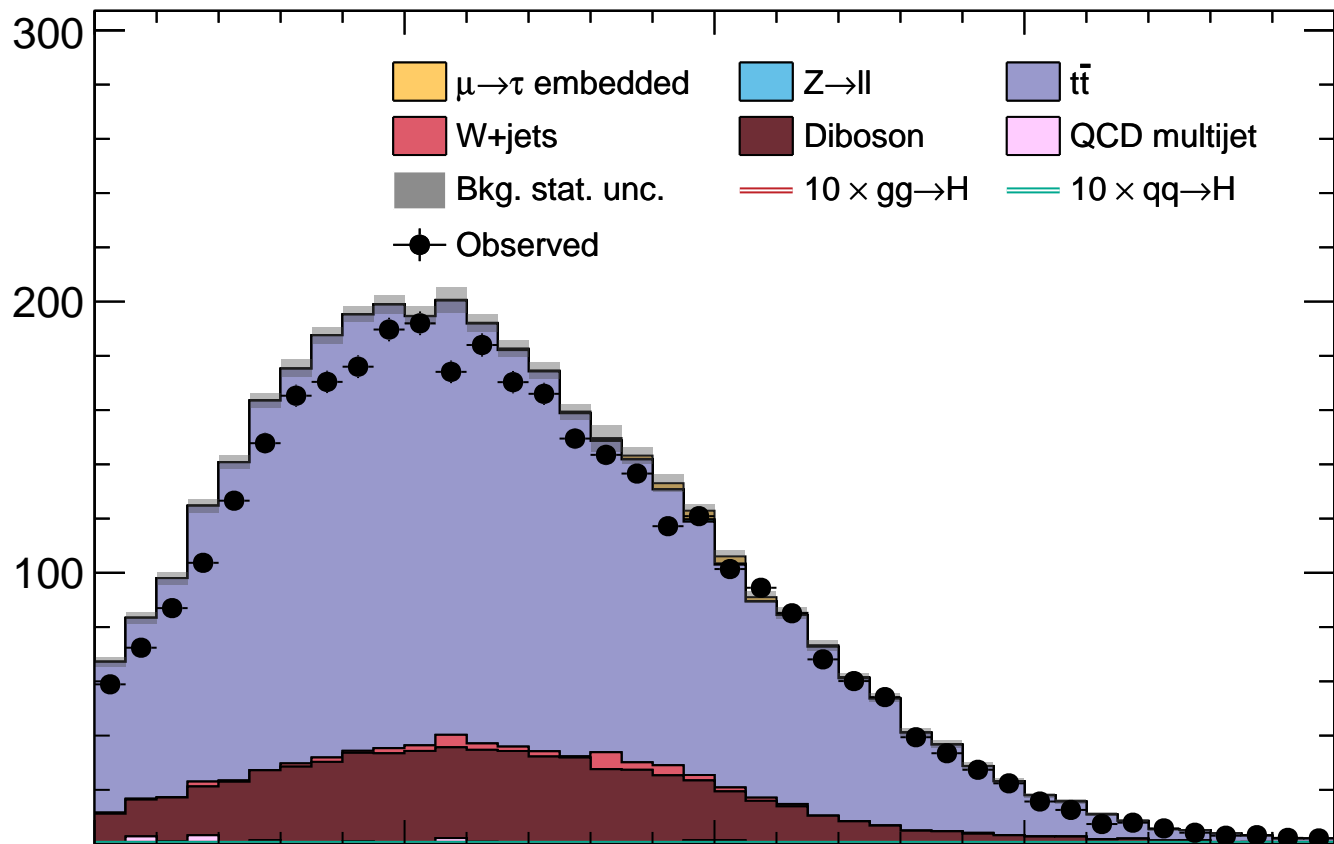 300
μ→τ embedded Z→ll tt̄
W+jets Diboson QCD multijet
Bkg. stat. unc. 10 × gg→H 10 × qq→H
Observed
200
100